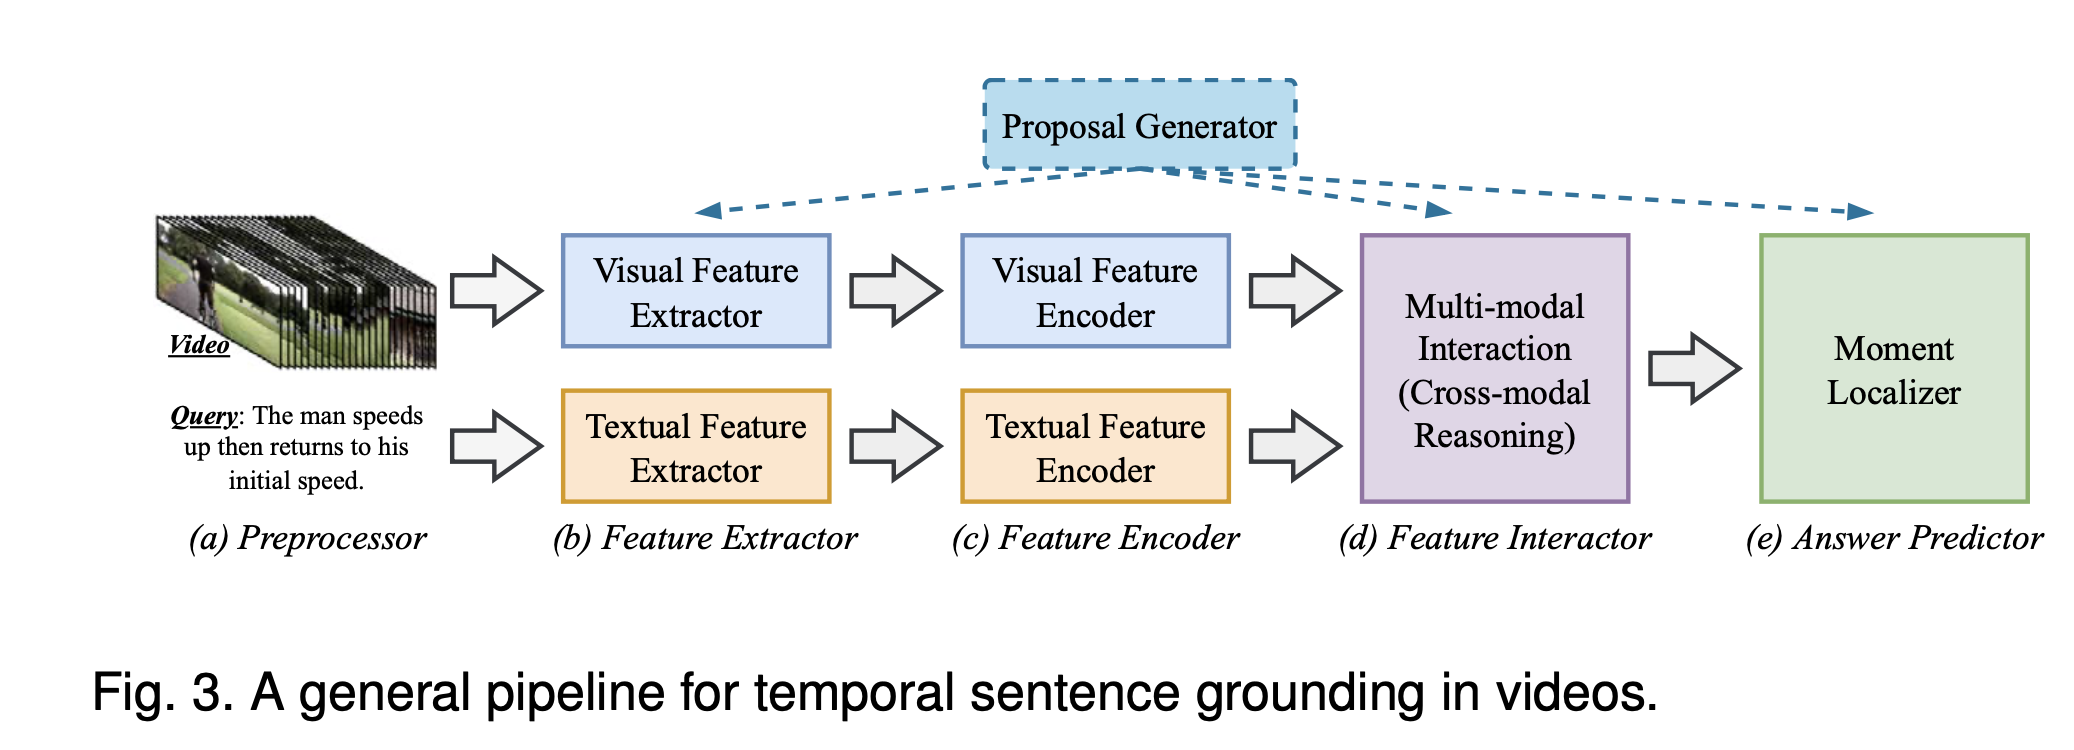 Proposal Generator
Video
Query: The man speeds
up then returns to his
initial speed.
Visual Feature
Extractor
Textual Feature
Extractor
Visual Feature
Encoder
Textual Feature
Encoder
Multi-modal
Interaction
(Cross-modal
Reasoning)
Moment
Localizer
(a) Preprocessor
(b) Feature Extractor
(c) Feature Encoder
(d) Feature Interactor
(e) Answer Predictor
Fig. 3. A general pipeline for temporal sentence grounding in videos.